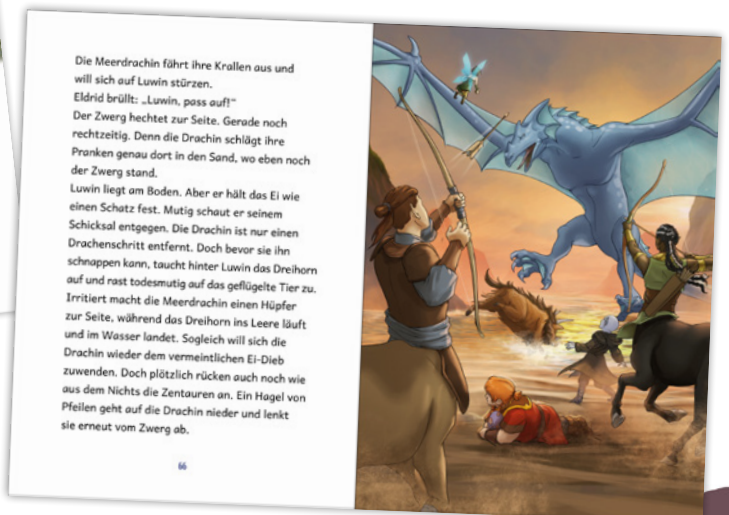 Die Meerdrachin fährt ihre Krallen aus und
will sich auf Luwin stürzen.
Eldrid brüllt: „Luwin, pass auf!“
Der Zwerg hechtet zur Seite. Gerade noch
rechtzeitig. Denn die Drachin schlägt ihre
Pranken genau dort in den Sand, wo eben noch
der Zwerg stand.
Luwin liegt am Boden. Aber er hält das Ei wie
einen Schatz fest. Mutig schaut er seinem
Schicksal entgegen. Die Drachin ist nur einen
Drachenschritt entfernt. Doch bevor sie ihn
schnappen kann, taucht hinter Luwin das Dreihorn
auf und rast todesmutig auf das geflügelte Tier zu.
Irritiert macht die Meerdrachin einen Hüpfer
zur Seite, während das Dreihorn ins Leere läuft
und im Wasser landet. Sogleich will sich die
Drachin wieder dem vermeintlichen Ei-Dieb
zuwenden. Doch plötzlich rücken auch noch wie
aus dem Nichts die Zentauren an. Ein Hagel von
Pfeilen geht auf die Drachin nieder und lenkt
sie erneut vom Zwerg ab.
66